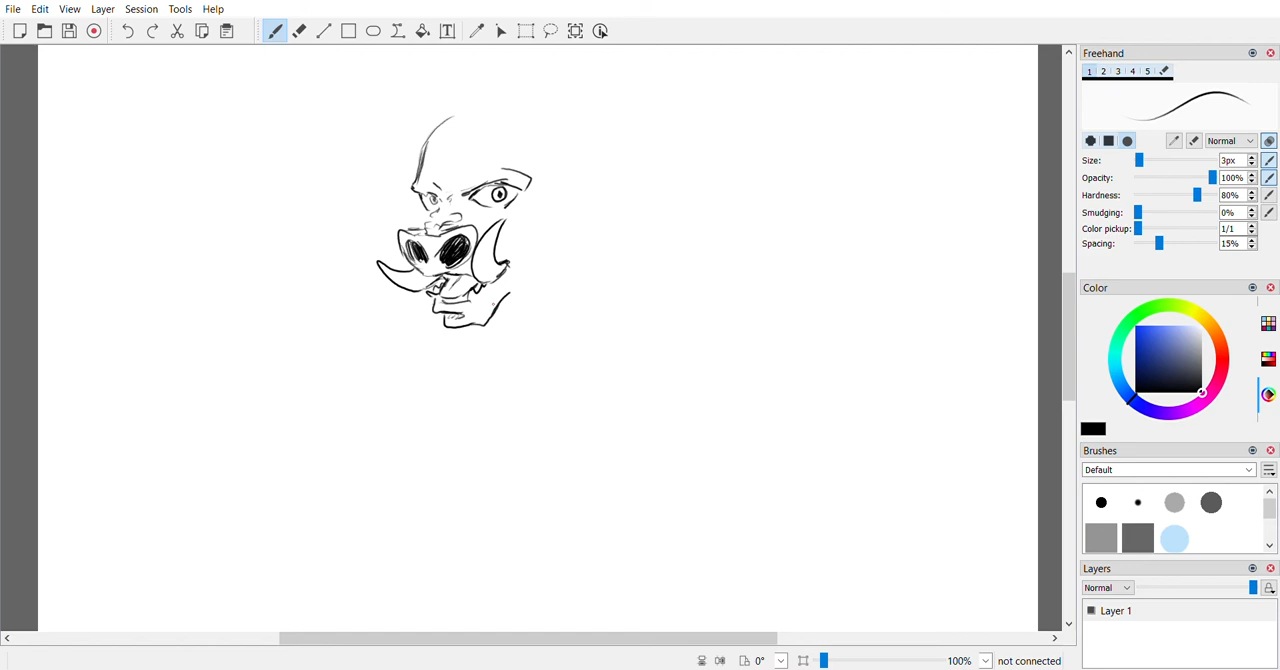 File Edit View Layer Session Tools Help
Freehand
1 2 3 4 5
Normal
Size: 3px
Opacity: 100%
Hardness: 80%
Smudging: 0%
Color pickup: 1/1
Spacing: 15%
Color
Brushes
Default
Layers
Normal
Layer 1
0° 100% not connected